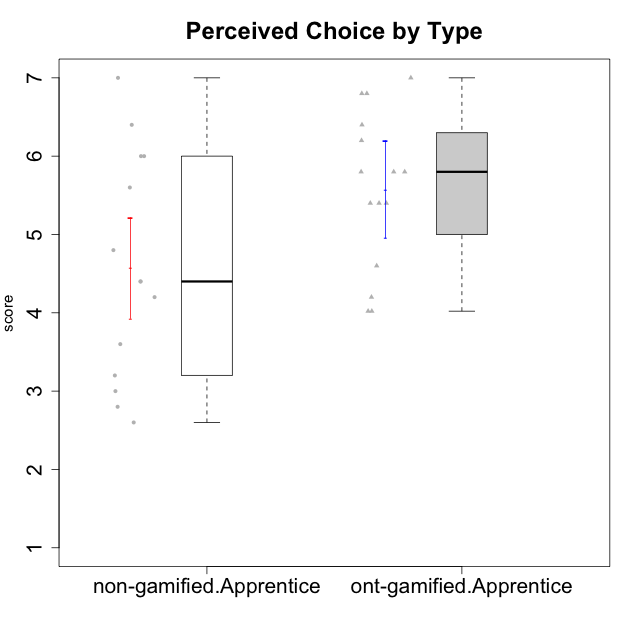 Perceived Choice by Type
score
7
6
5
4
3
2
1
non-gamified.Apprentice
ont-gamified.Apprentice